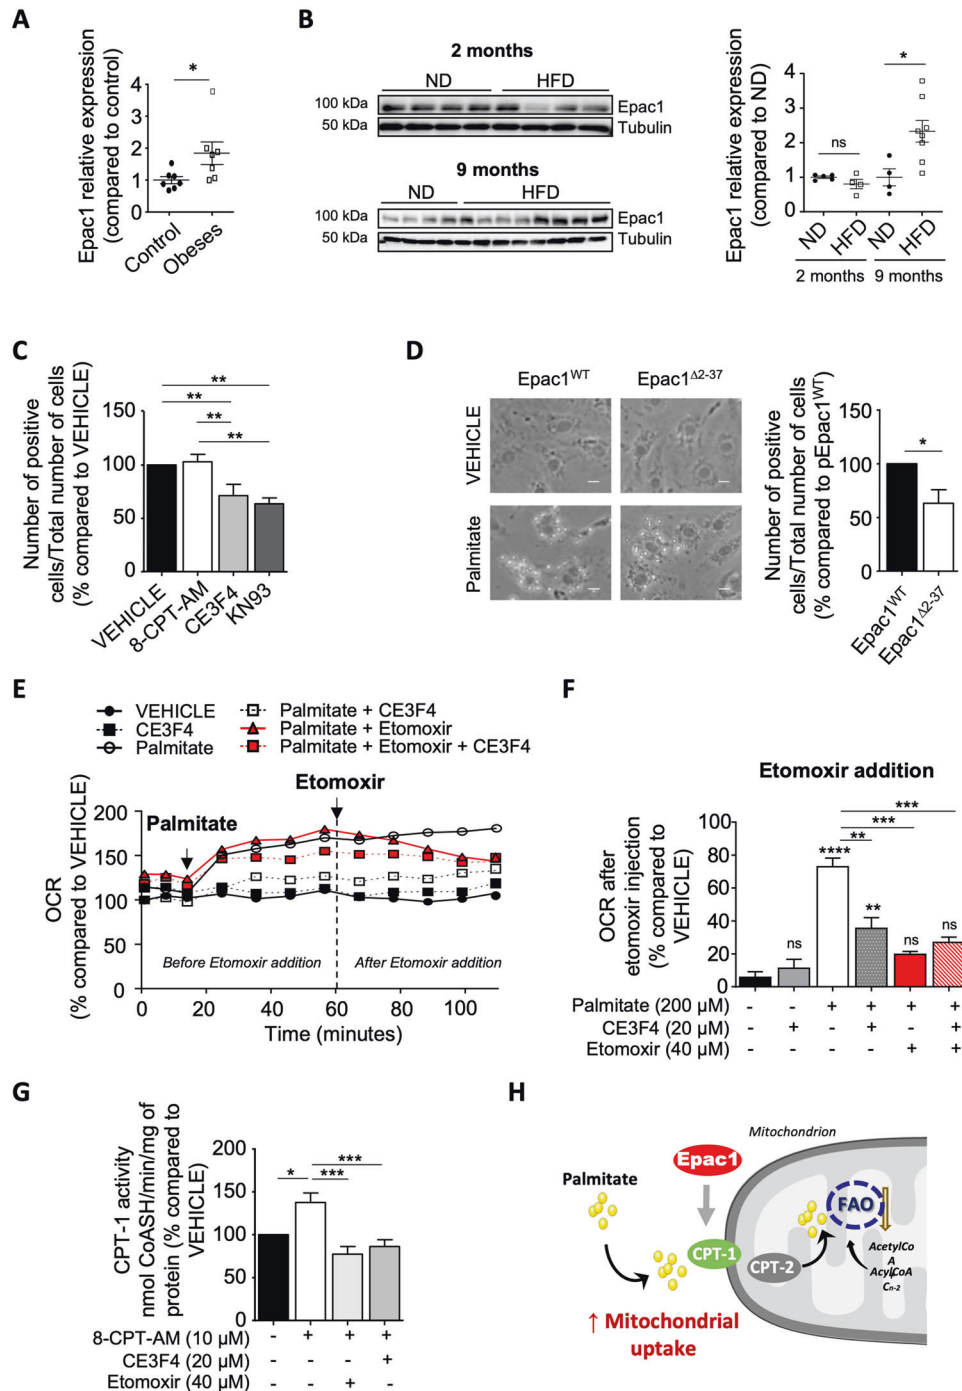 A
Epac1 relative expression
(compared to control)
4
3
2
1
0
*
Control
Obeses
B
2 months
ND
HFD
100 kDa
Epac1
50 kDa
Tubulin
9 months
ND
HFD
100 kDa
Epac1
50 kDa
Tubulin
Epac1 relative expression
(compared to ND)
4
3
2
1
0
ns
*
ND
HFD
ND
HFD
2 months
9 months
C
Number of positive
cells/Total number of cells
(% compared to VEHICLE)
150
100
50
0
**
**
**
**
VEHICLE
8-CPT-AM
CE3F4
KN93
D
Epac1WT
Epac1Δ2-37
VEHICLE
Palmitate
Number of positive
cells/Total number of cells
(% compared to pEpac1WT)
150
100
50
0
*
Epac1WT
Epac1Δ2-37
E
VEHICLE
CE3F4
Palmitate
Palmitate + CE3F4
Palmitate + Etomoxir
Palmitate + Etomoxir + CE3F4
Etomoxir
Palmitate
OCR
(% compared to VEHICLE)
200
150
100
100
50
0
Before Etomoxir addition
After Etomoxir addition
0 20 40 60 80 100
Time (minutes)
F
Etomoxir addition
OCR after
etomoxir injection
(% compared to
VEHICLE)
100
80
60
40
20
0
***
***
**
****
**
ns
ns
ns
Palmitate (200 µM) - - + + + +
CE3F4 (20 µM) - + - + - +
Etomoxir (40 µM) - - - - + +
G
CPT-1 activity
nmol CoASH/min/mg of
protein (% compared to
VEHICLE)
200
150
100
50
0
***
* ***
8-CPT-AM (10 µM) - + + +
CE3F4 (20 µM) - - - +
Etomoxir (40 µM) - - + -
H
Mitochondrion
Epac1
Palmitate
FAO
CPT-1
CPT-2
AcetylCo
A
+
AcylCoA
Cn-2
↑ Mitochondrial
uptake